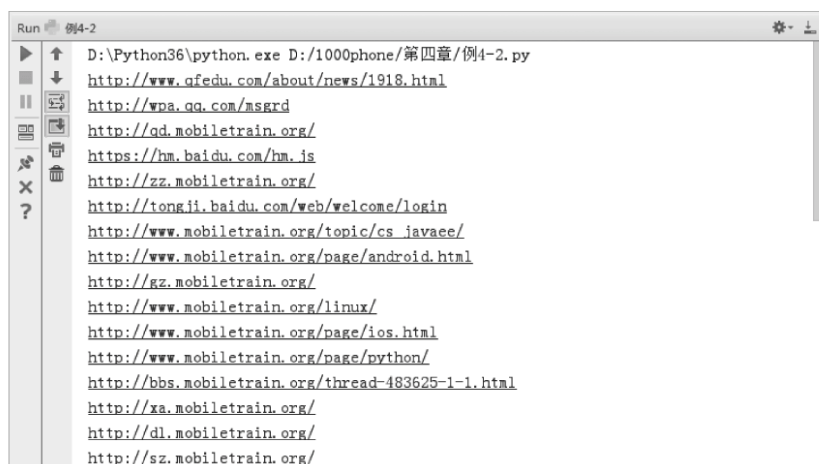 Run 例4-2
D:\Python36\python.exe D:/1000phone/第四章/例4-2.py
http://www.qfedu.com/about/news/1918.html
http://wpa.qq.com/msgrd
http://qd.mobiletrain.org/
https://hm.baidu.com/hm.js
http://zz.mobiletrain.org/
http://tongji.baidu.com/web/welcome/login
http://www.mobiletrain.org/topic/cs_javaee/
http://www.mobiletrain.org/page/android.html
http://gz.mobiletrain.org/
http://www.mobiletrain.org/linux/
http://www.mobiletrain.org/page/ios.html
http://www.mobiletrain.org/page/python/
http://bbs.mobiletrain.org/thread-483625-1-1.html
http://xa.mobiletrain.org/
http://dl.mobiletrain.org/
http://sz.mobiletrain.org/